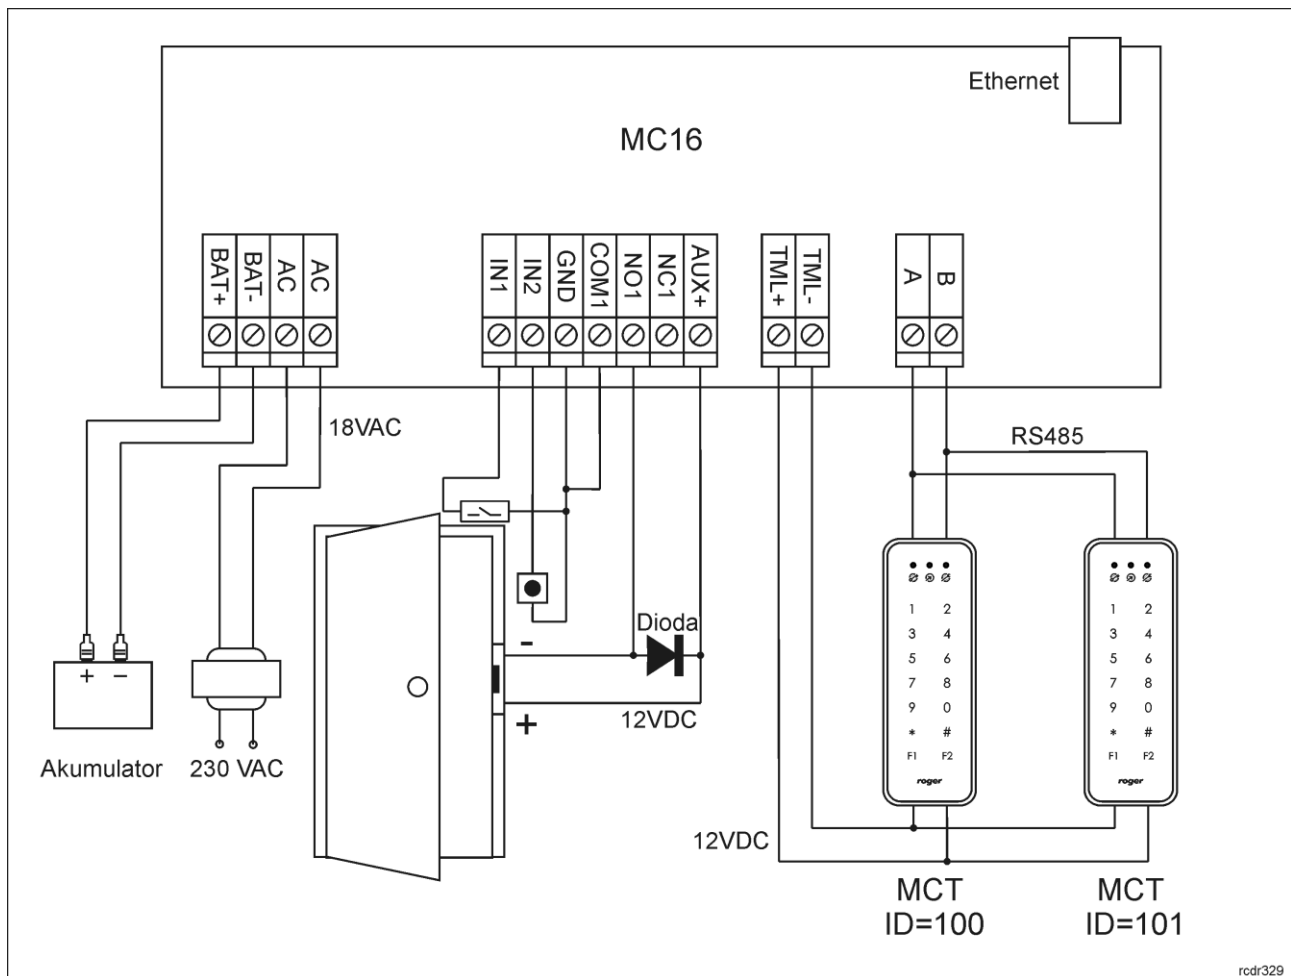 Ethernet
MC16
BAT+
BAT-
AC
AC
IN1
IN2
GND
COM1
NO1
NC1
AUX+
TML+
TML-
A
B
18VAC
RS485
Dioda
-
+
12VDC
+ −
Akumulator
230 VAC
1 2
3 4
5 6
7 8
9 0
* #
F1 F2
roger
1 2
3 4
5 6
7 8
9 0
* #
F1 F2
roger
12VDC
MCT
ID=100
MCT
ID=101
rcdr329